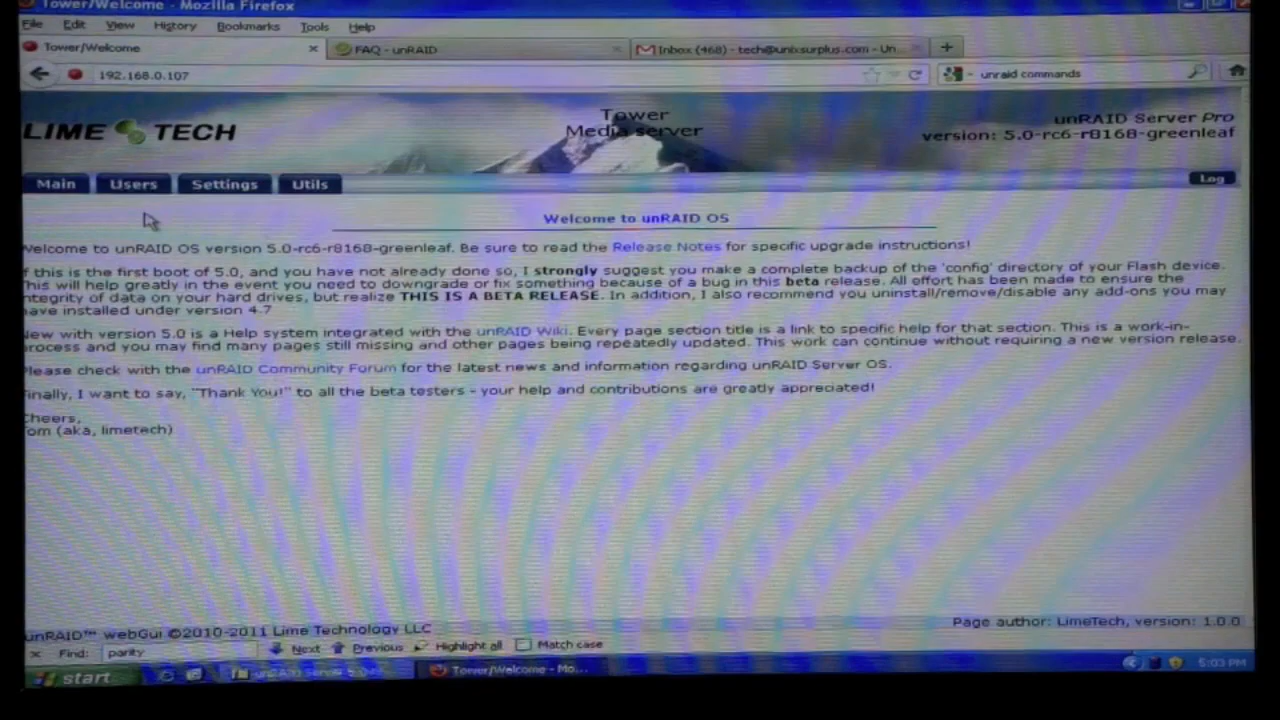 Tower/Welcome - Mozilla Firefox
File Edit View History Bookmarks Tools Help
Tower/Welcome × FAQ - unRAID × Inbox (468) - tech@unixsurplus.com - Un... +
192.168.0.107 unraid commands
LIME TECH
Tower
Media server
unRAID Server Pro
version: 5.0-rc6-r8168-greenleaf
Main Users Settings Utils Log
Welcome to unRAID OS
Welcome to unRAID OS version 5.0-rc6-r8168-greenleaf. Be sure to read the Release Notes for specific upgrade instructions!
f this is the first boot of 5.0, and you have not already done so, I strongly suggest you make a complete backup of the 'config' directory of your Flash device.
This will help greatly in the event you need to downgrade or fix something because of a bug in this beta release. All effort has been made to ensure the
integrity of data on your hard drives, but realize THIS IS A BETA RELEASE. In addition, I also recommend you uninstall/remove/disable any add-ons you may
have installed under version 4.7
New with version 5.0 is a Help system integrated with the unRAID Wiki. Every page section title is a link to specific help for that section. This is a work-in-
process and you may find many pages still missing and other pages being repeatedly updated. This work can continue without requiring a new version release.
Please check with the unRAID Community Forum for the latest news and information regarding unRAID Server OS.
Finally, I want to say, "Thank You!" to all the beta testers - your help and contributions are greatly appreciated!
Cheers,
Tom (aka, limetech)
unRAID™ webGui ©2010-2011 Lime Technology LLC
Page author: LimeTech, version: 1.0.0
× Find: parity Next Previous Highlight all Match case
start Tower/Welcome - Mo... 5:03 PM